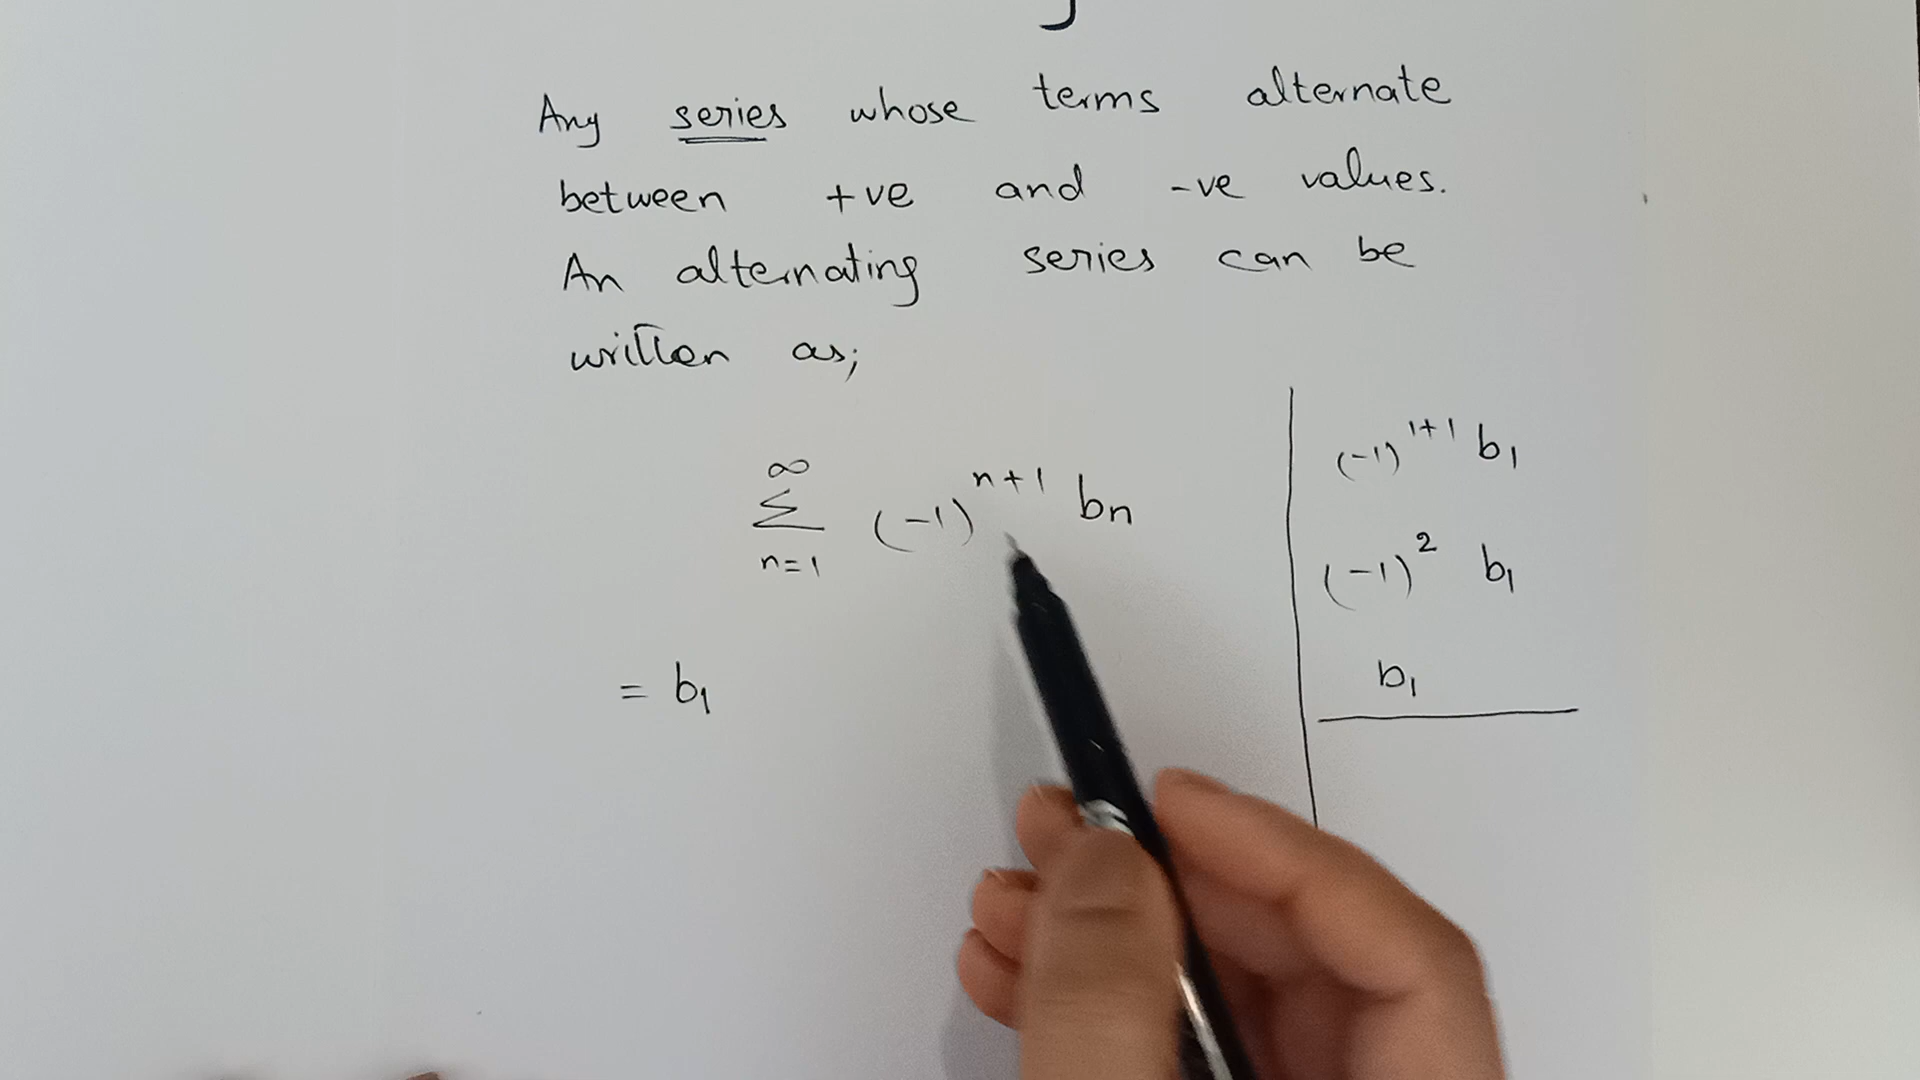 Any series whose terms alternate
between +ve and -ve values.
An alternating series can be
written as;
∞
Σ (-1)^{n+1} bn
n=1
= b1
(-1)^{1+1} b1
(-1)^2 b1
b1